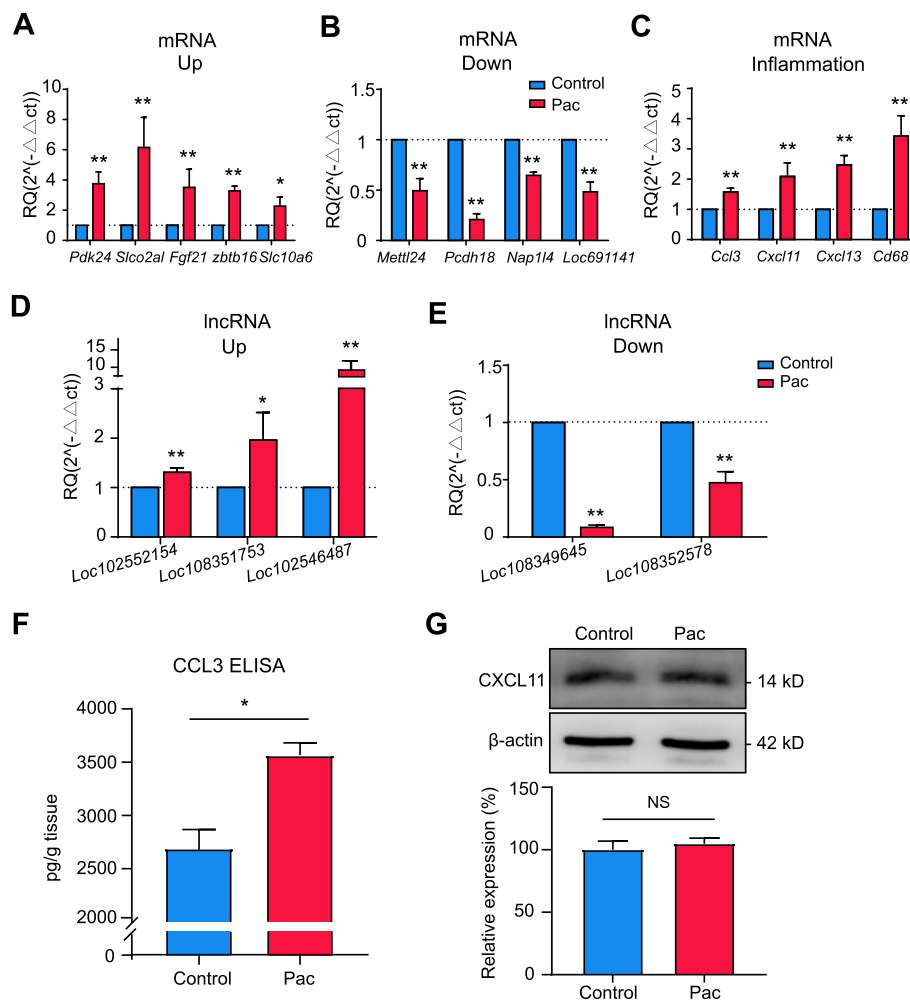 A
mRNA
Up
RQ(2^(-△△ct))
10
8
6
4
2
0
**
**
**
**
*
Pdk24 Slco2al Fgf21 zbtb16 Slc10a6
B
mRNA
Down
Control
Pac
RQ(2^(-△△ct))
1.5
1
0.5
0
**
**
**
**
Mettl24 Pcdh18 Nap1l4 Loc691141
C
mRNA
Inflammation
RQ(2^(-△△ct))
5
4
3
2
1
0
**
**
**
**
Ccl3 Cxcl11 Cxcl13 Cd68
D
lncRNA
Up
RQ(2^(-△△ct))
15
10
5
3
2
1
0
**
*
**
Loc102552154 Loc108351753 Loc102546487
E
lncRNA
Down
Control
Pac
RQ(2^(-△△ct))
1.5
1
0.5
0
**
**
Loc108349645 Loc108352578
F
CCL3 ELISA
pg/g tissue
4000
3500
3000
2500
2000
0
*
Control Pac
G
Control Pac
CXCL11 - 14 kD
β-actin - 42 kD
Relative expression (%)
150
100
50
0
NS
Control Pac